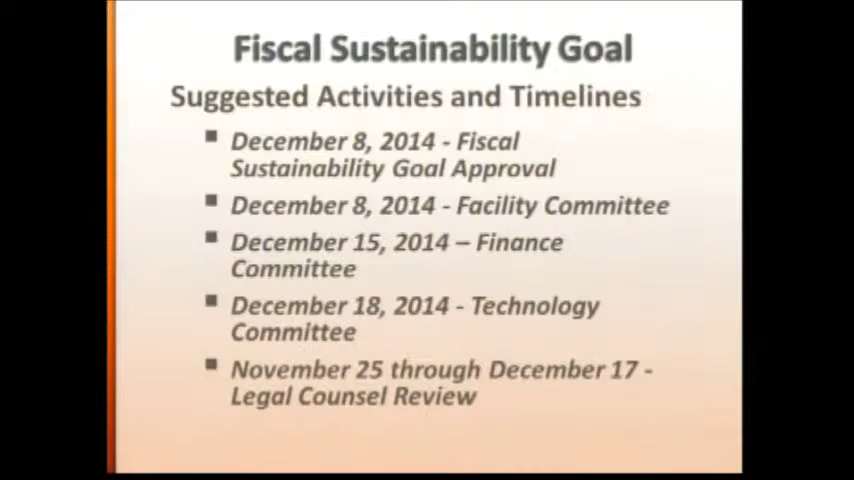 Fiscal Sustainability Goal
Suggested Activities and Timelines
▪ December 8, 2014 - Fiscal
Sustainability Goal Approval
▪ December 8, 2014 - Facility Committee
▪ December 15, 2014 – Finance
Committee
▪ December 18, 2014 - Technology
Committee
▪ November 25 through December 17 -
Legal Counsel Review